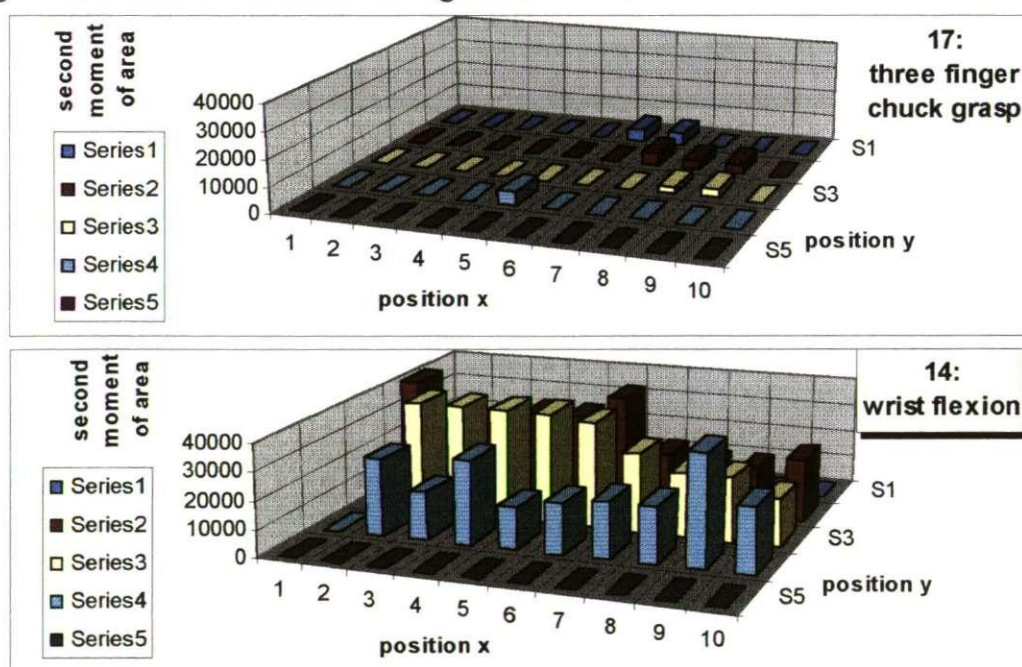 17:
three finger
chuck grasp
second
moment
of area
40000
30000
20000
10000
0
Series1
Series2
Series3
Series4
Series5
1 2 3 4 5 6 7 8 9 10
position x
S1
S3
S5
position y
14:
wrist flexion
second
moment
of area
40000
30000
20000
10000
0
Series1
Series2
Series3
Series4
Series5
1 2 3 4 5 6 7 8 9 10
position x
S1
S3
S5
position y